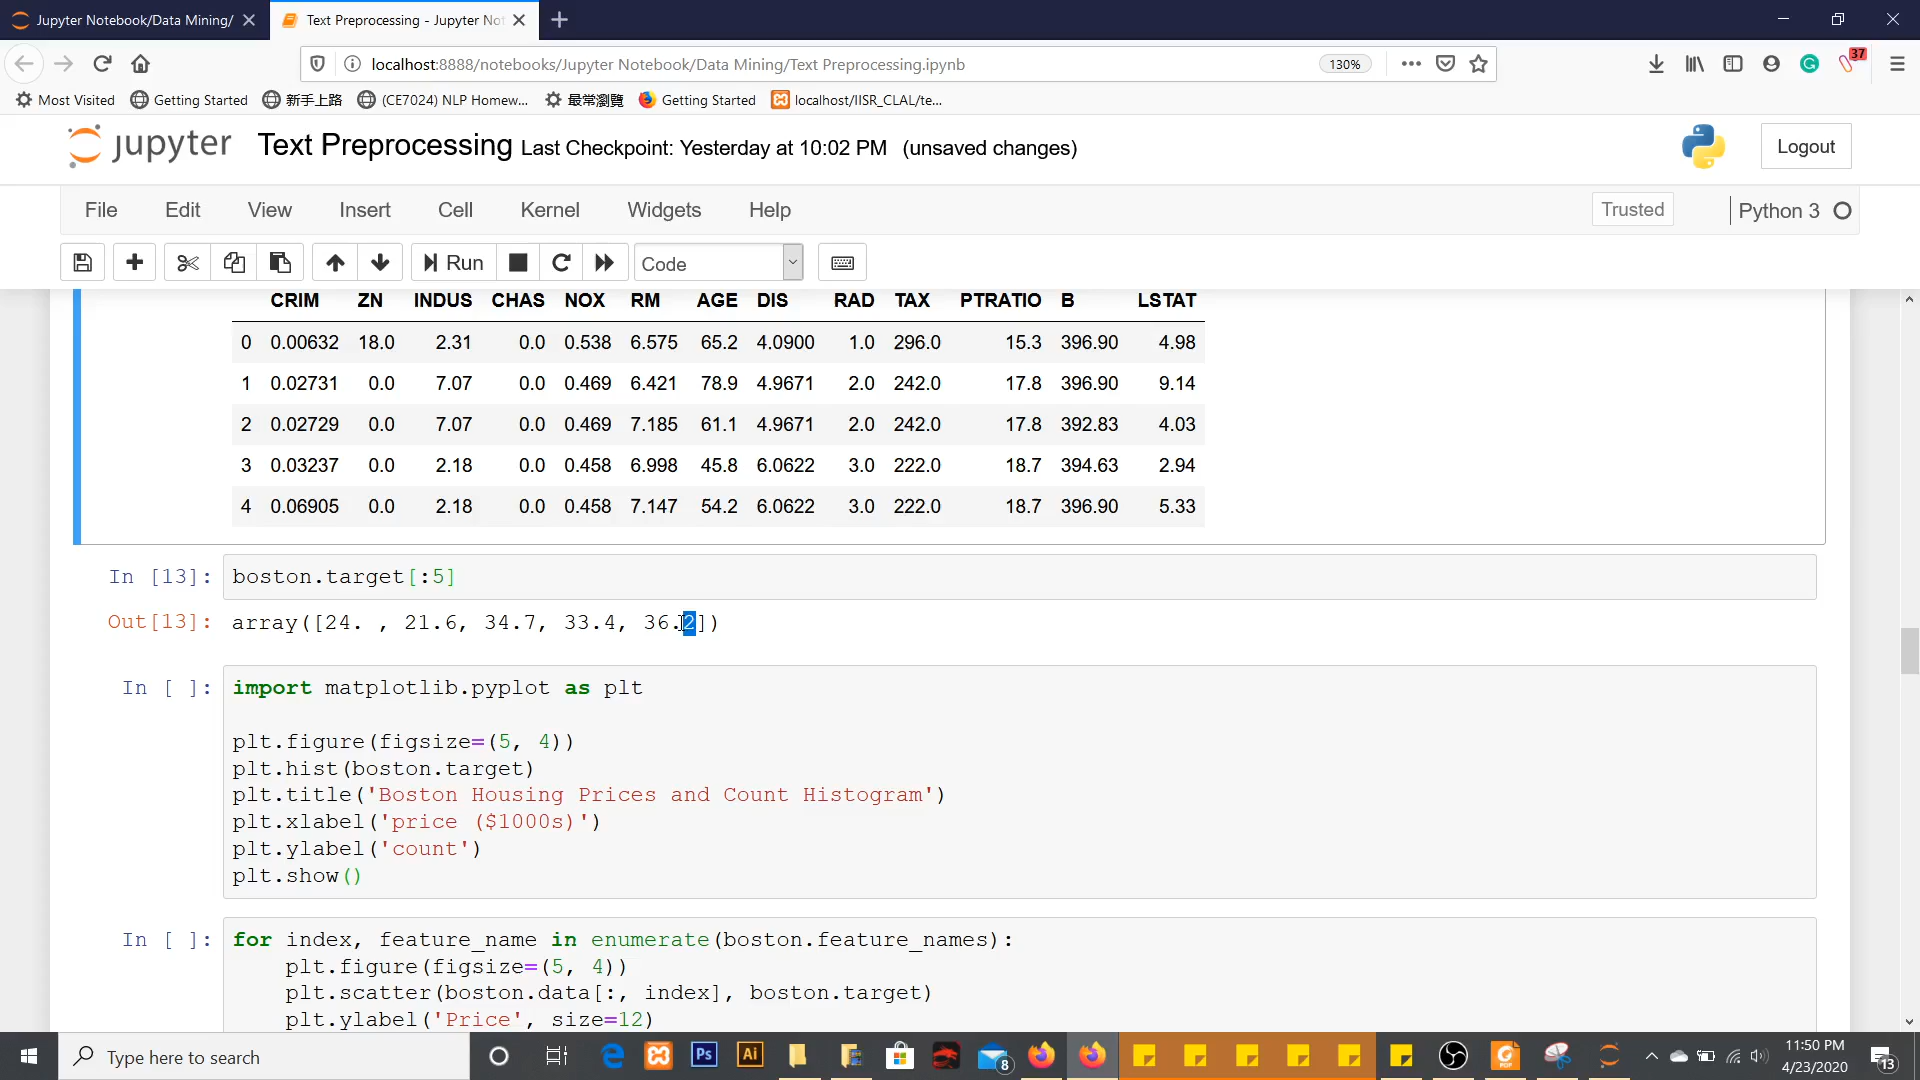 Jupyter Notebook/Data Mining/
Text Preprocessing - Jupyter No
localhost:8888/notebooks/Jupyter Notebook/Data Mining/Text Preprocessing.ipynb
130%
37
Most Visited Getting Started 新手上路 (CE7024) NLP Homew... 最常瀏覽 Getting Started localhost/IISR_CLAL/te...
jupyter Text Preprocessing Last Checkpoint: Yesterday at 10:02 PM (unsaved changes)
Logout
File Edit View Insert Cell Kernel Widgets Help
Trusted Python 3
Run Code
CRIM ZN INDUS CHAS NOX RM AGE DIS RAD TAX PTRATIO B LSTAT
0 0.00632 18.0 2.31 0.0 0.538 6.575 65.2 4.0900 1.0 296.0 15.3 396.90 4.98
1 0.02731 0.0 7.07 0.0 0.469 6.421 78.9 4.9671 2.0 242.0 17.8 396.90 9.14
2 0.02729 0.0 7.07 0.0 0.469 7.185 61.1 4.9671 2.0 242.0 17.8 392.83 4.03
3 0.03237 0.0 2.18 0.0 0.458 6.998 45.8 6.0622 3.0 222.0 18.7 394.63 2.94
4 0.06905 0.0 2.18 0.0 0.458 7.147 54.2 6.0622 3.0 222.0 18.7 396.90 5.33
In [13]: boston.target[:5]
Out[13]: array([24. , 21.6, 34.7, 33.4, 36.2])
In [ ]: import matplotlib.pyplot as plt
plt.figure(figsize=(5, 4))
plt.hist(boston.target)
plt.title('Boston Housing Prices and Count Histogram')
plt.xlabel('price ($1000s)')
plt.ylabel('count')
plt.show()
In [ ]: for index, feature_name in enumerate(boston.feature_names):
plt.figure(figsize=(5, 4))
plt.scatter(boston.data[:, index], boston.target)
plt.ylabel('Price', size=12)
Type here to search
Ps
Ai
8
11:50 PM
4/23/2020
13